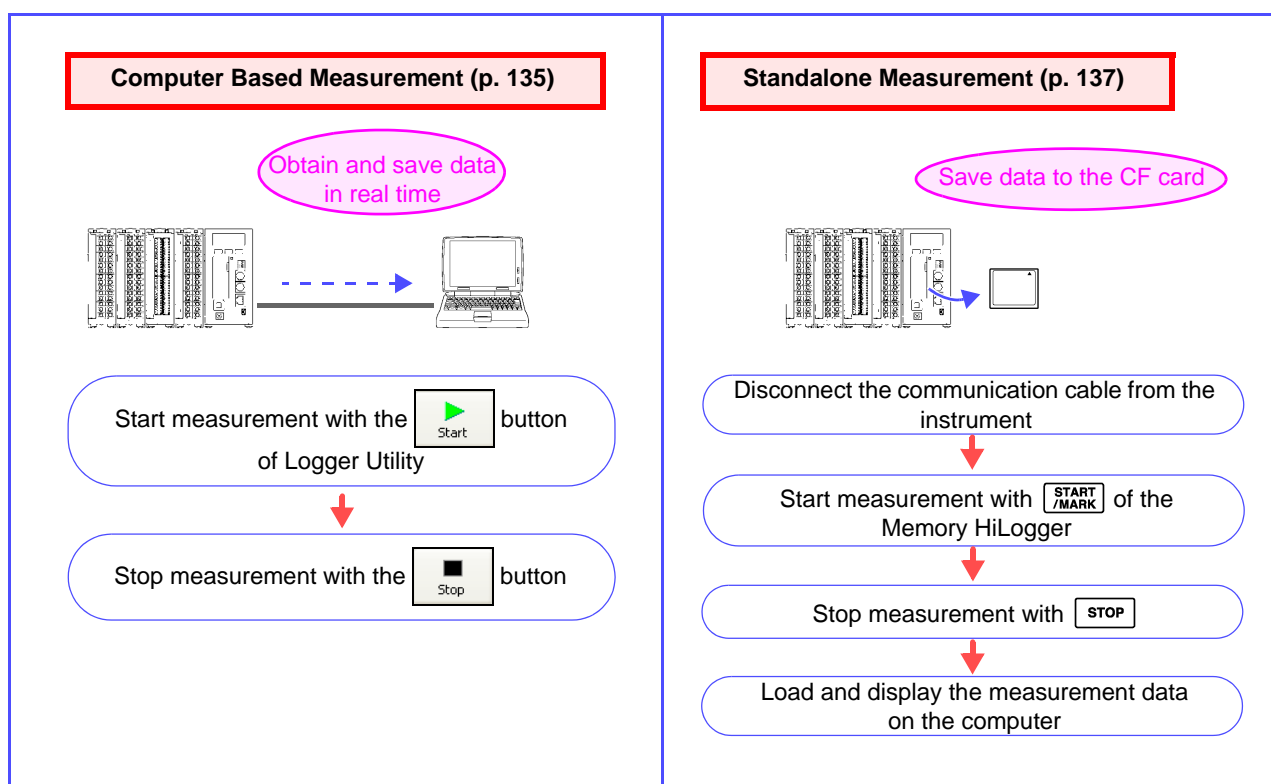 Computer Based Measurement (p. 135)
Obtain and save data
in real time
Start measurement with the Start button
of Logger Utility
Stop measurement with the Stop button
Standalone Measurement (p. 137)
Save data to the CF card
Disconnect the communication cable from the
instrument
Start measurement with START /MARK of the
Memory HiLogger
Stop measurement with STOP
Load and display the measurement data
on the computer